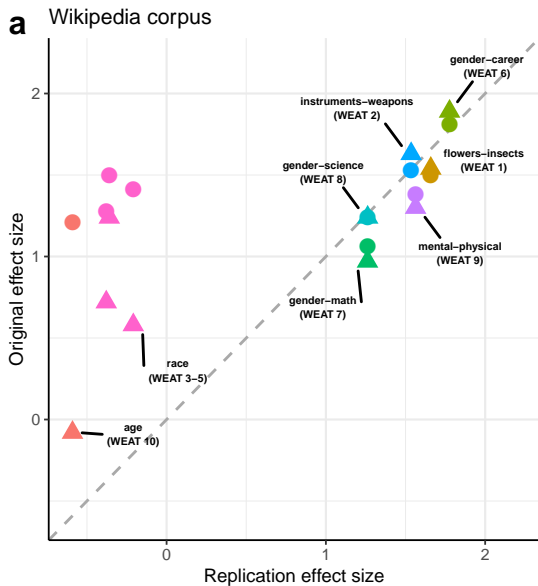 a
Wikipedia corpus
gender−career
(WEAT 6)
instruments−weapons
(WEAT 2)
flowers−insects
(WEAT 1)
gender−science
(WEAT 8)
mental−physical
(WEAT 9)
gender−math
(WEAT 7)
race
(WEAT 3−5)
age
(WEAT 10)
2
1
0
Original effect size
0
1
2
Replication effect size